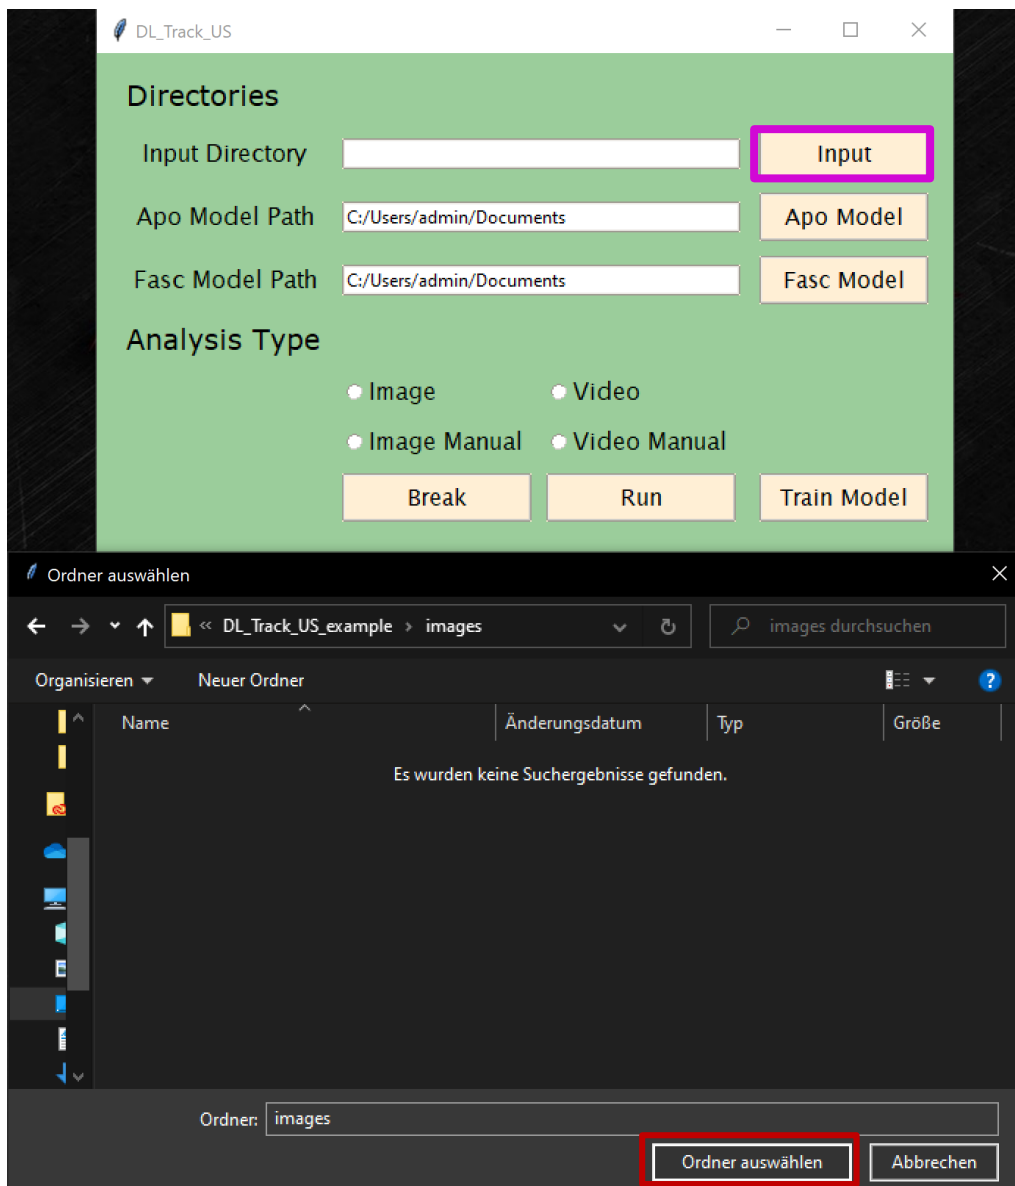 DL_Track_US
Directories
Input Directory
Input
Apo Model Path
C:/Users/admin/Documents
Apo Model
Fasc Model Path
C:/Users/admin/Documents
Fasc Model
Analysis Type
Image
Video
Image Manual
Video Manual
Break
Run
Train Model
Ordner auswählen
« DL_Track_US_example › images
images durchsuchen
Organisieren
Neuer Ordner
?
Name
Änderungsdatum
Typ
Größe
Es wurden keine Suchergebnisse gefunden.
Ordner:
images
Ordner auswählen
Abbrechen